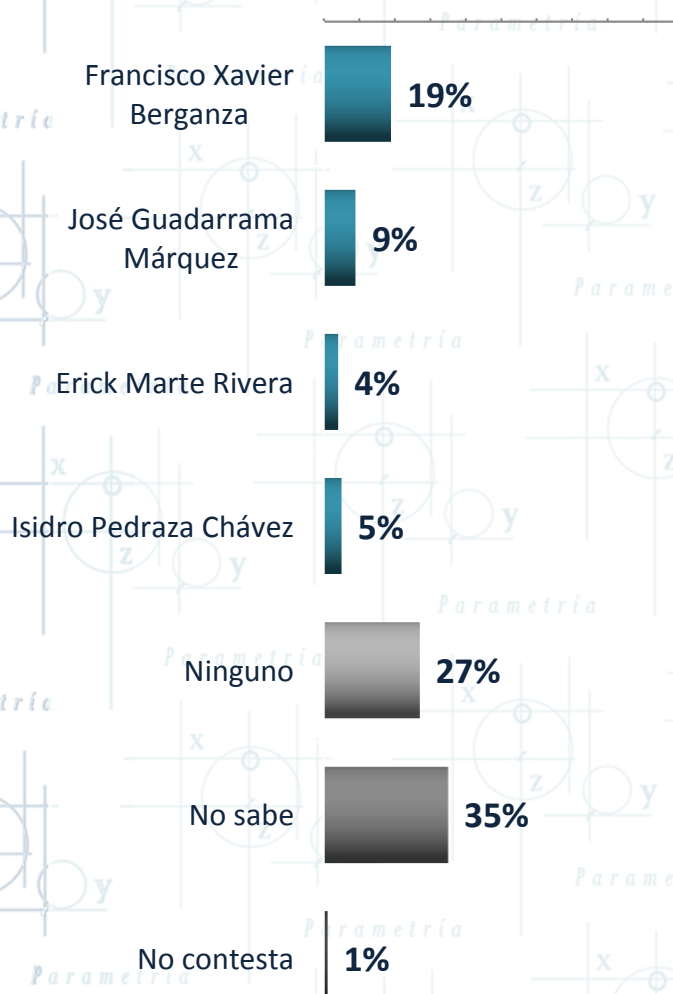 Francisco Xavier
Berganza
19%
José Guadarrama
Márquez
9%
Erick Marte Rivera
4%
Isidro Pedraza Chávez
5%
Ninguno
27%
No sabe
35%
No contesta
1%
Parametría